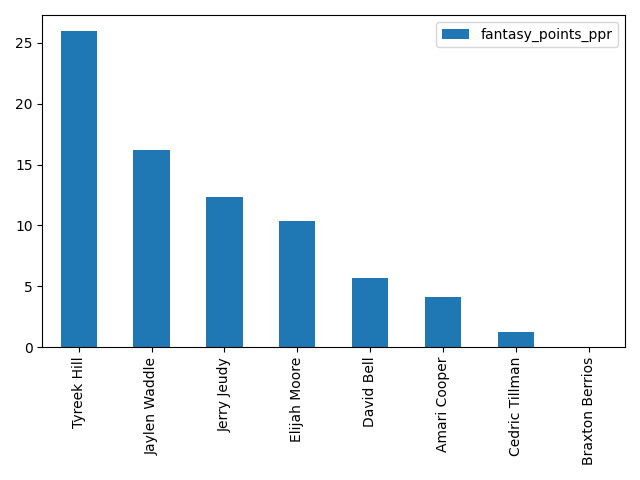 fantasy_points_ppr
25
20
15
10
5
0
Tyreek Hill
Jaylen Waddle
Jerry Jeudy
Elijah Moore
David Bell
Amari Cooper
Cedric Tillman
Braxton Berrios